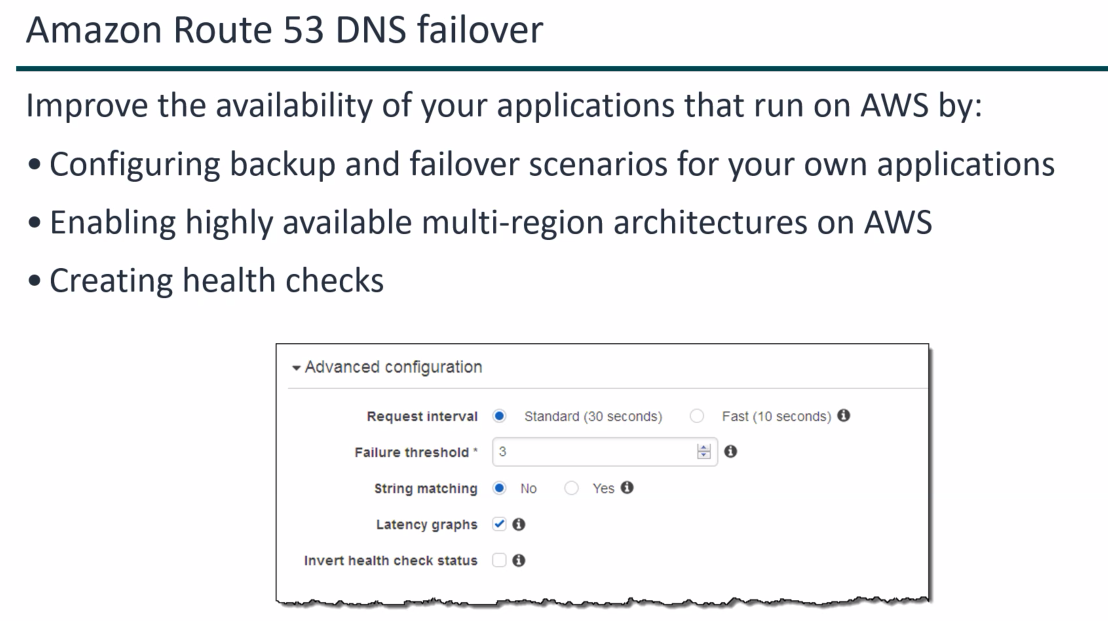 Amazon Route 53 DNS failover
Improve the availability of your applications that run on AWS by:
• Configuring backup and failover scenarios for your own applications
• Enabling highly available multi-region architectures on AWS
• Creating health checks
Advanced configuration
Request interval Standard (30 seconds) Fast (10 seconds)
Failure threshold * 3
String matching No Yes
Latency graphs
Invert health check status